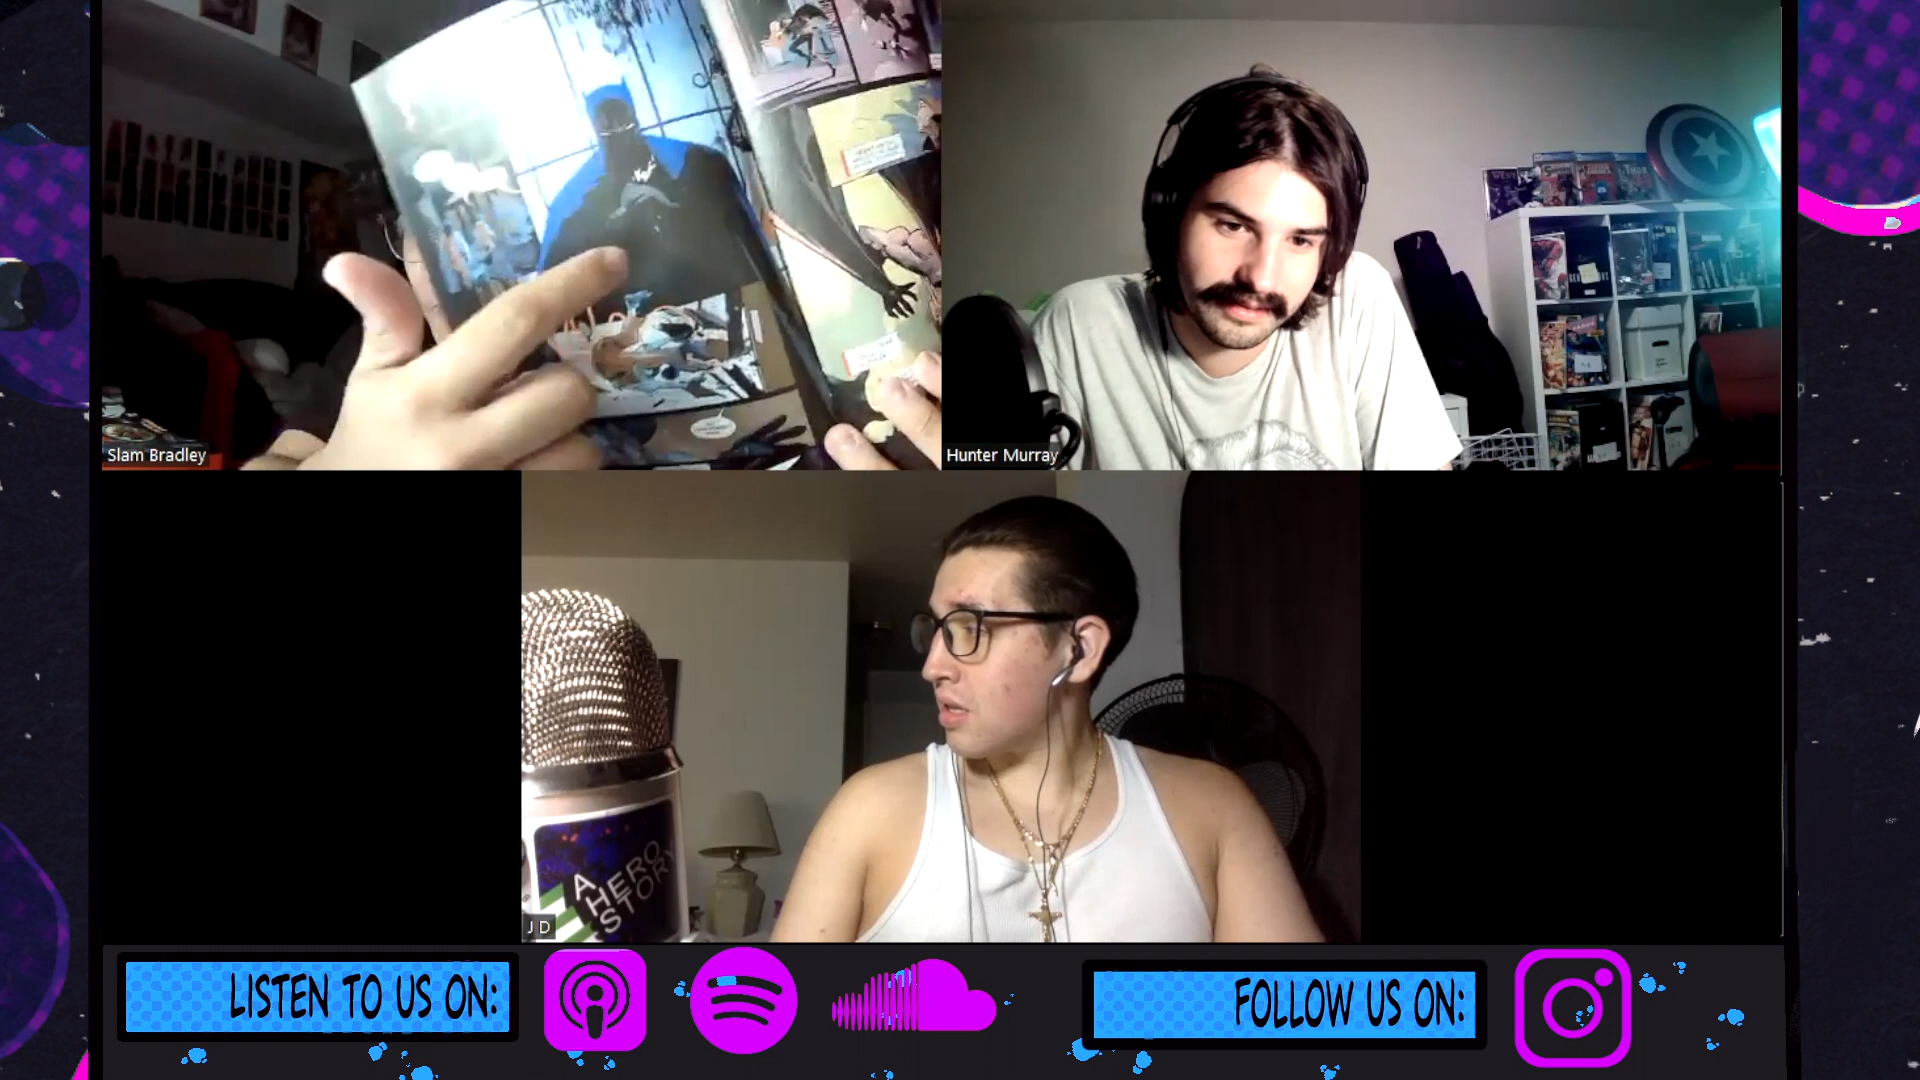 Slam Bradley
Hunter Murray
A
HERO
STORY
J D
LISTEN TO US ON:
FOLLOW US ON: